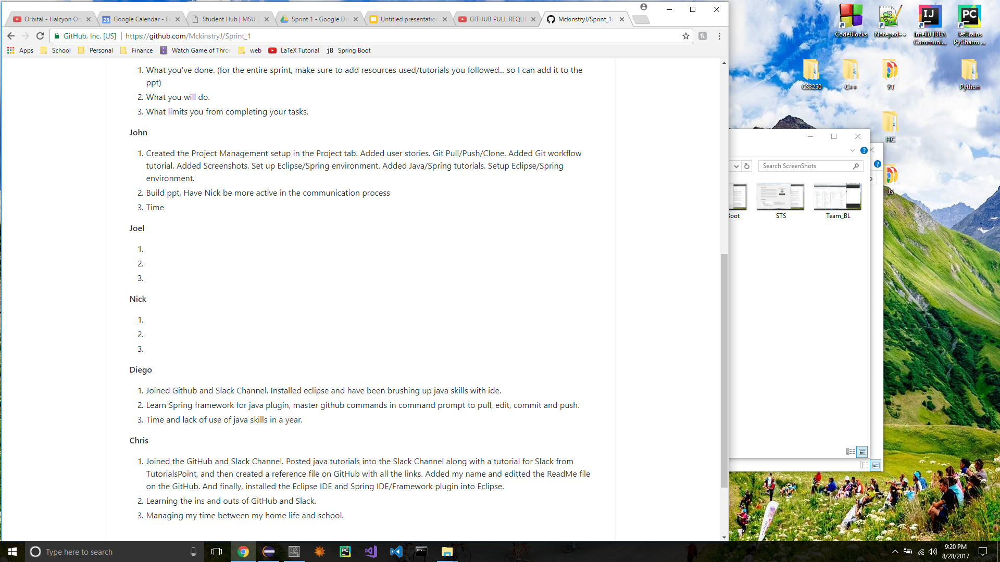 Orbital - Halcyon On
Google Calendar - Ev
Student Hub | MSU D
Sprint 1 - Google Dri
Untitled presentation
GITHUB PULL REQUE
MckinstryJ/Sprint_1:
GitHub, Inc. [US]
https://github.com/MckinstryJ/Sprint_1
Apps
School
Personal
Finance
Watch Game of Thron
web
LaTeX Tutorial
jB
Spring Boot
1. What you've done. (for the entire sprint, make sure to add resources used/tutorials you followed... so I can add it to the
ppt)
2. What you will do.
3. What limits you from completing your tasks.
John
1. Created the Project Management setup in the Project tab. Added user stories. Git Pull/Push/Clone. Added Git workflow
tutorial. Added Screenshots. Set up Eclipse/Spring environment. Added Java/Spring tutorials. Setup Eclipse/Spring
environment.
2. Build ppt, Have Nick be more active in the communication process
3. Time
Joel
1.
2.
3.
Nick
1.
2.
3.
Diego
1. Joined Github and Slack Channel. Installed eclipse and have been brushing up java skills with ide.
2. Learn Spring framework for java plugin, master github commands in command prompt to pull, edit, commit and push.
3. Time and lack of use of java skills in a year.
Chris
1. Joined the GitHub and Slack Channel. Posted java tutorials into the Slack Channel along with a tutorial for Slack from
TutorialsPoint, and then created a reference file on GitHub with all the links. Added my name and editted the ReadMe file
on the GitHub. And finally, installed the Eclipse IDE and Spring IDE/Framework plugin into Eclipse.
2. Learning the ins and outs of GitHub and Slack.
3. Managing my time between my home life and school.
CodeBlocks
Notepad++
IntelliJ IDEA
Communi...
JetBrains
PyCharm ...
CS3250
C++
YT
Python
HC
JS
Search ScreenShots
Boot
STS
Team_BL
Type here to search
9:20 PM
8/28/2017